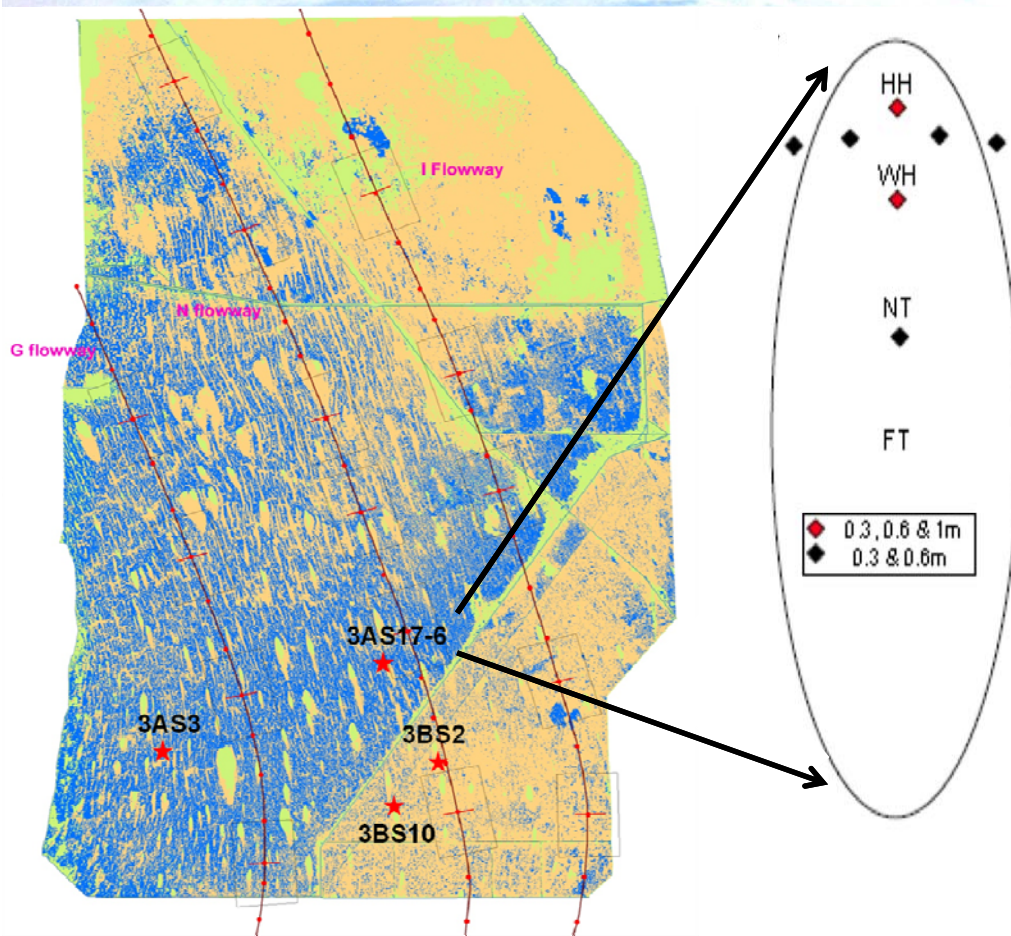 I Flowway
N flowway
G flowway
3AS17-6
3AS3
3BS2
3BS10
HH
WH
NT
FT
0.3, 0.6 & 1m
0.3 & 0.6m